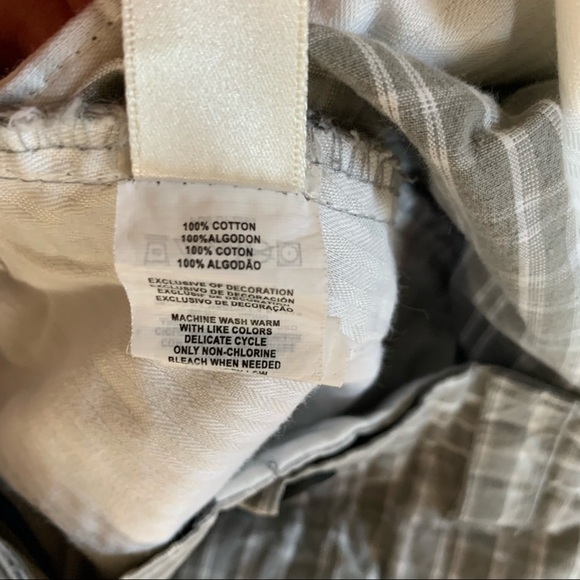 100% COTTON
100%ALGODON
100% COTON
100% ALGODÃO
EXCLUSIVE OF DECORATION
EXCLUSIVO DE DECORACIÓN
EXCLUSIF DE DECORATION
EXCLUSIVO DE DECORAÇÃO
MACHINE WASH WARM
WITH LIKE COLORS
DELICATE CYCLE
ONLY NON-CHLORINE
BLEACH WHEN NEEDED